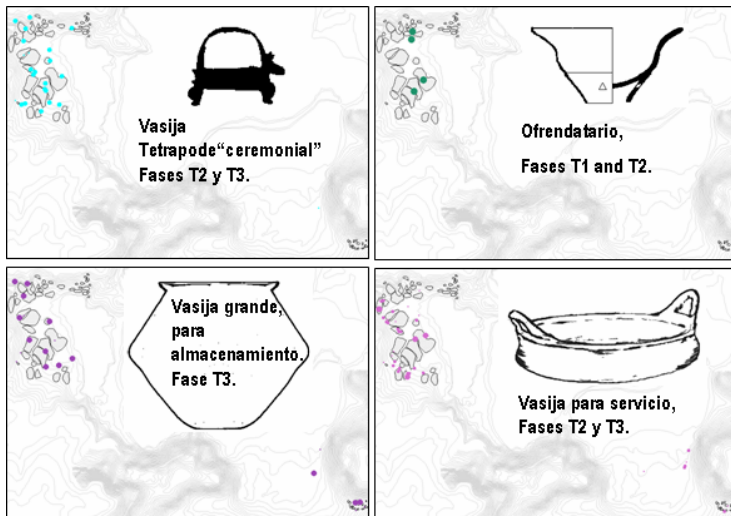 Vasija
Tetrapode“ceremonial”
Fases T2 y T3.
Ofrendatario,
Fases T1 and T2.
Vasija grande,
para
almacenamiento.
Fase T3.
Vasija para servicio,
Fases T2 y T3.